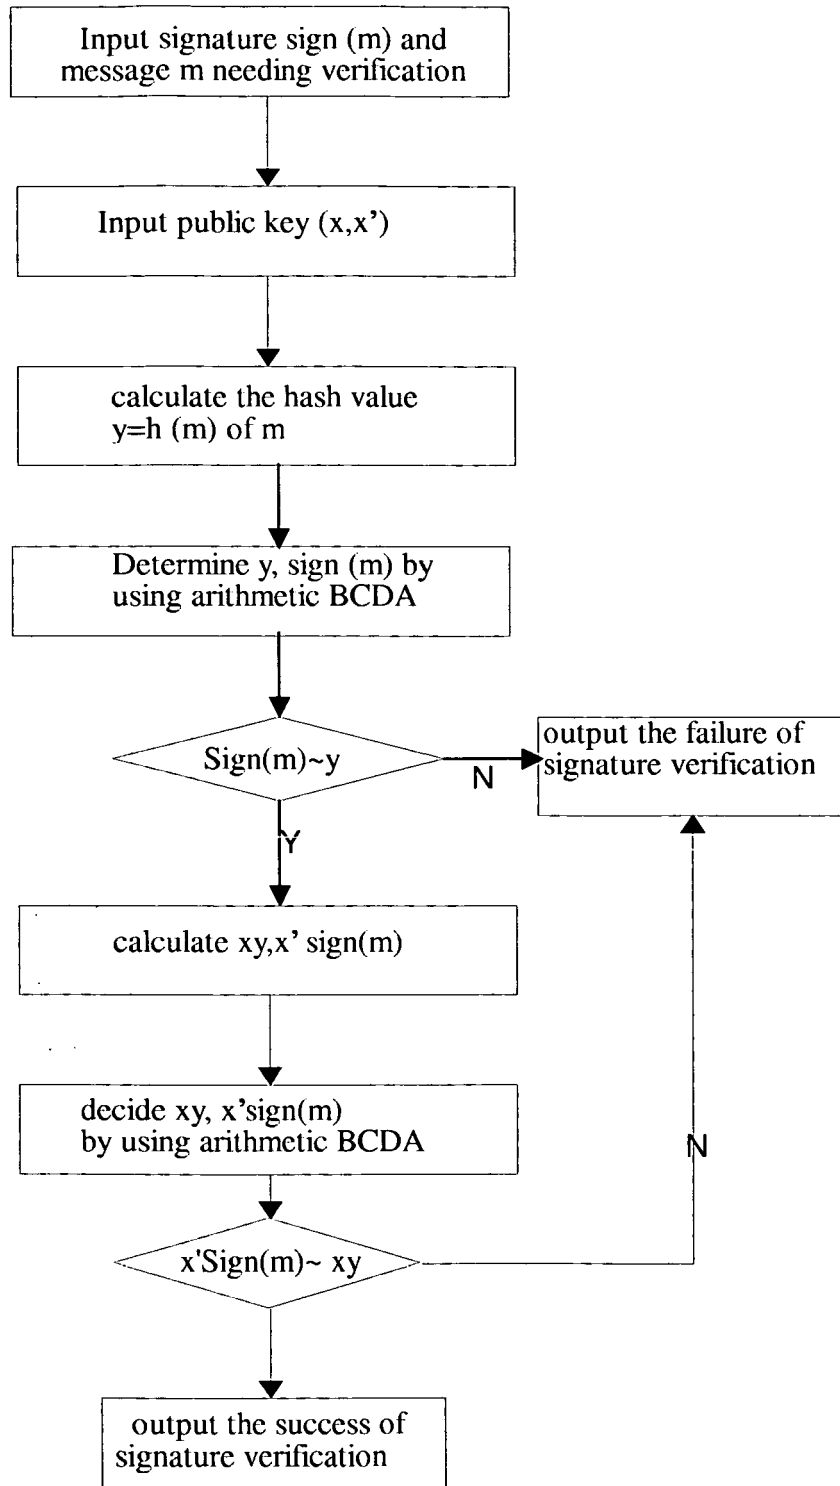 Input signature sign (m) and
message m needing verification
Input public key (x,x’)
calculate the hash value
y=h (m) of m
Determine y, sign (m) by
using arithmetic BCDA
Sign(m)~y
N
output the failure of
signature verification
Y
calculate xy,x’ sign(m)
decide xy, x'sign(m)
by using arithmetic BCDA
N
x'Sign(m)~ xy
output the success of
signature verification